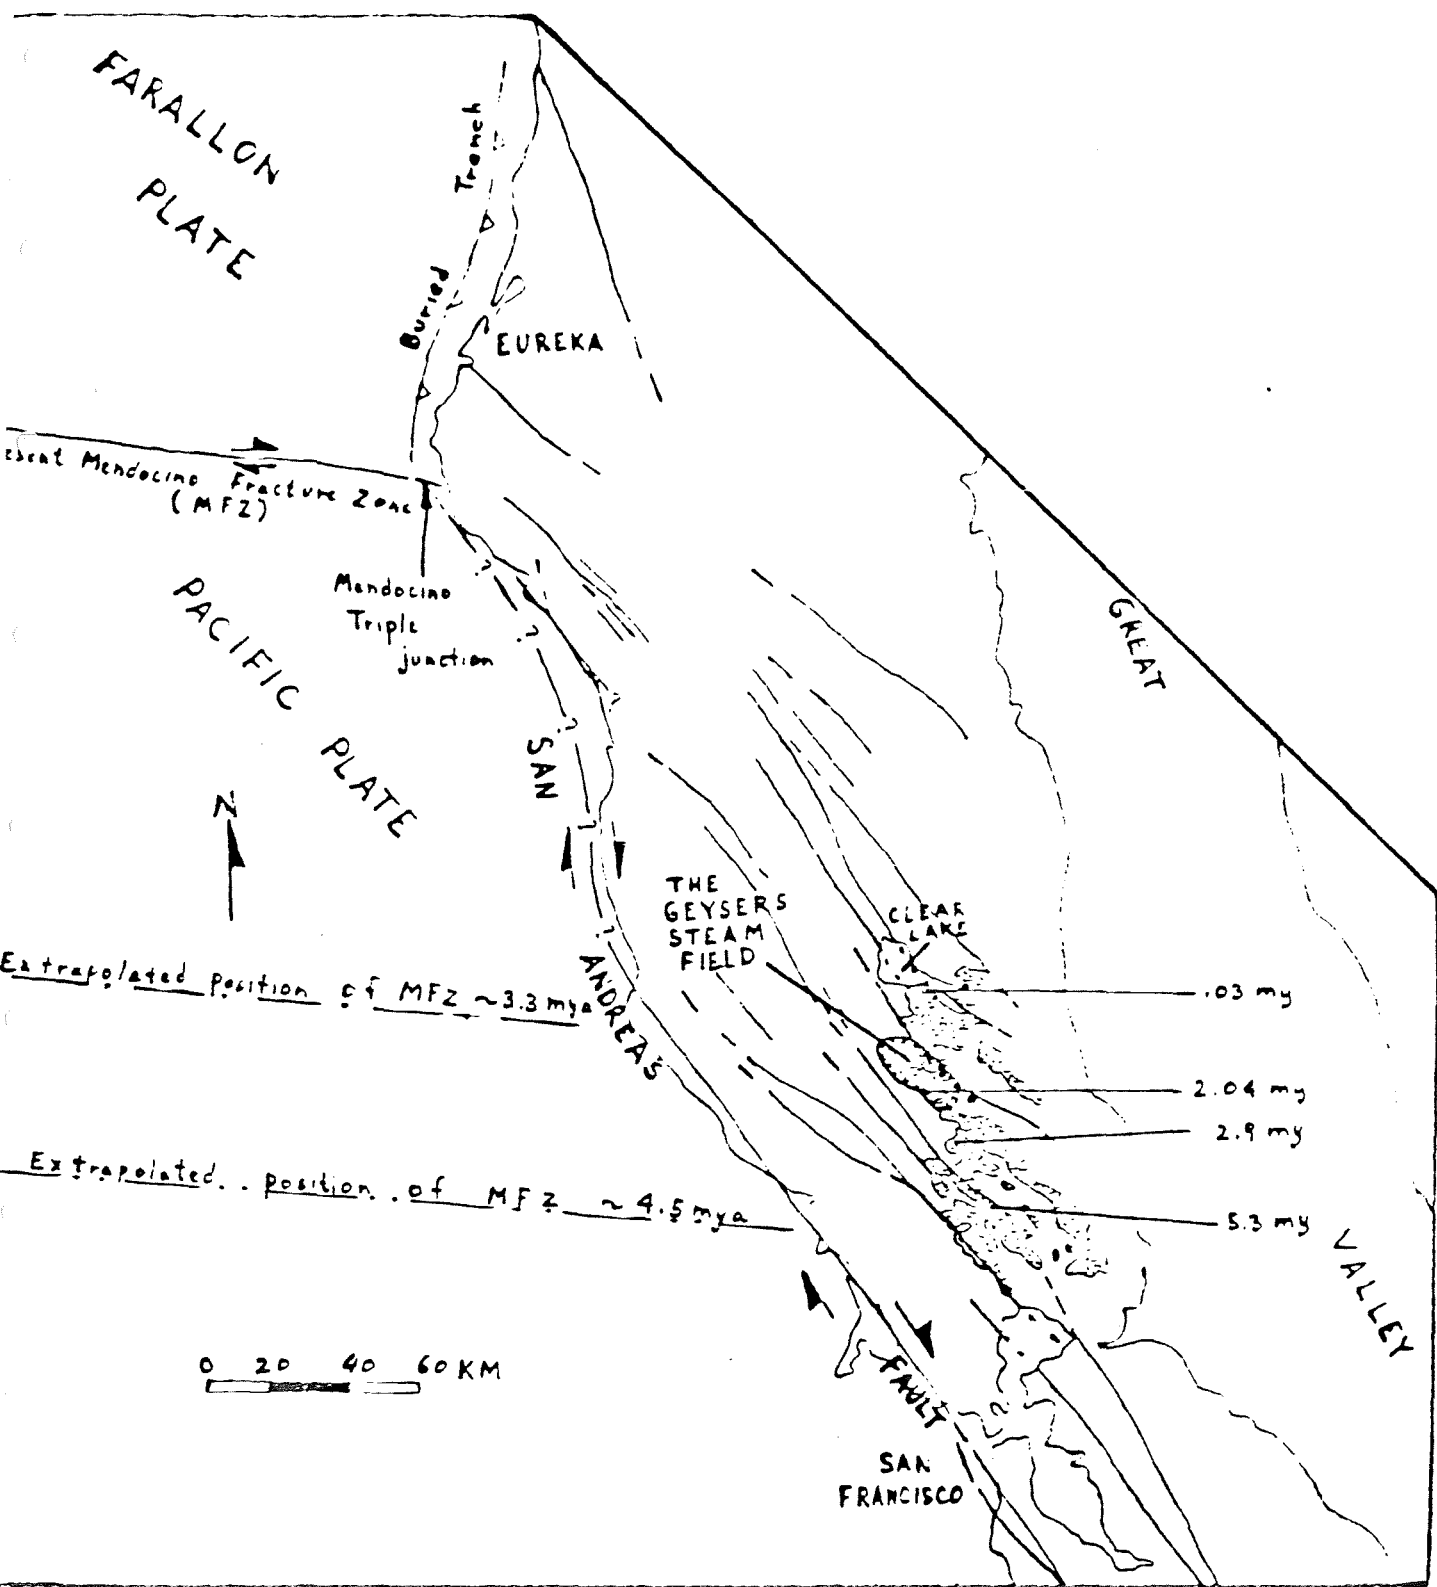 FARALLON
PLATE
Buried Trench
EUREKA
esent Mendocino Fracture Zone
(MFZ)
Mendocino
Triple
junction
PACIFIC PLATE
GREAT
VALLEY
N
SAN
ANDREAS
FAULT
THE
GEYSERS
STEAM
FIELD
CLEAR
LAKE
.03 my
2.04 my
2.9 my
5.3 my
Extrapolated position of MFZ ~3.3 mya
Extrapolated position of MFZ ~4.5 mya
0 20 40 60 KM
SAN
FRANCISCO
? ? ? ? ? ?